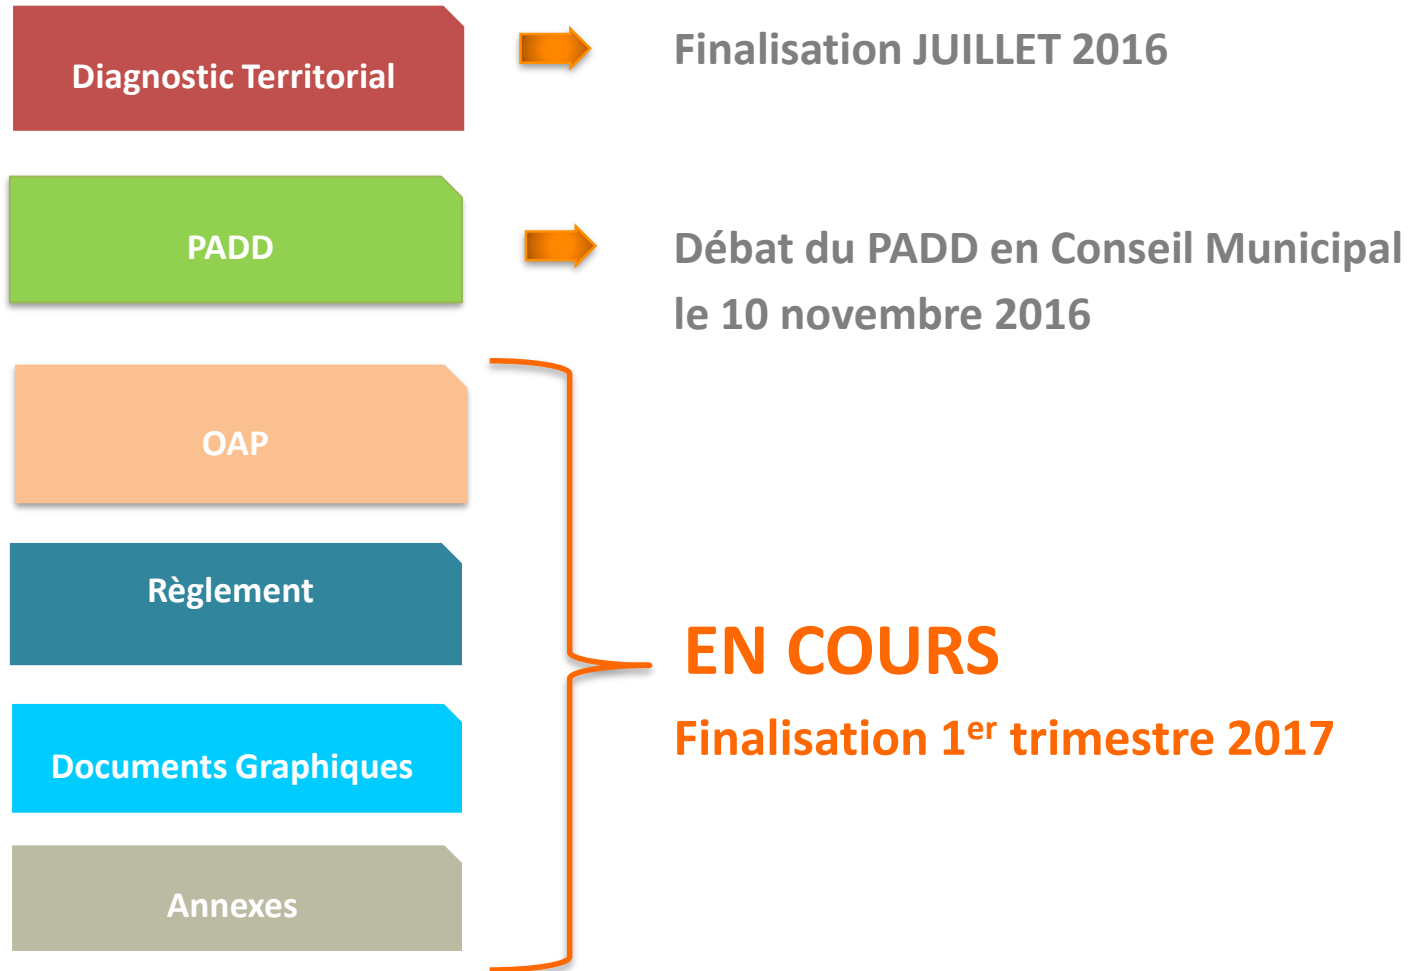 Diagnostic Territorial
Finalisation JUILLET 2016
PADD
Débat du PADD en Conseil Municipal
le 10 novembre 2016
OAP
Règlement
EN COURS
Finalisation 1er trimestre 2017
Documents Graphiques
Annexes